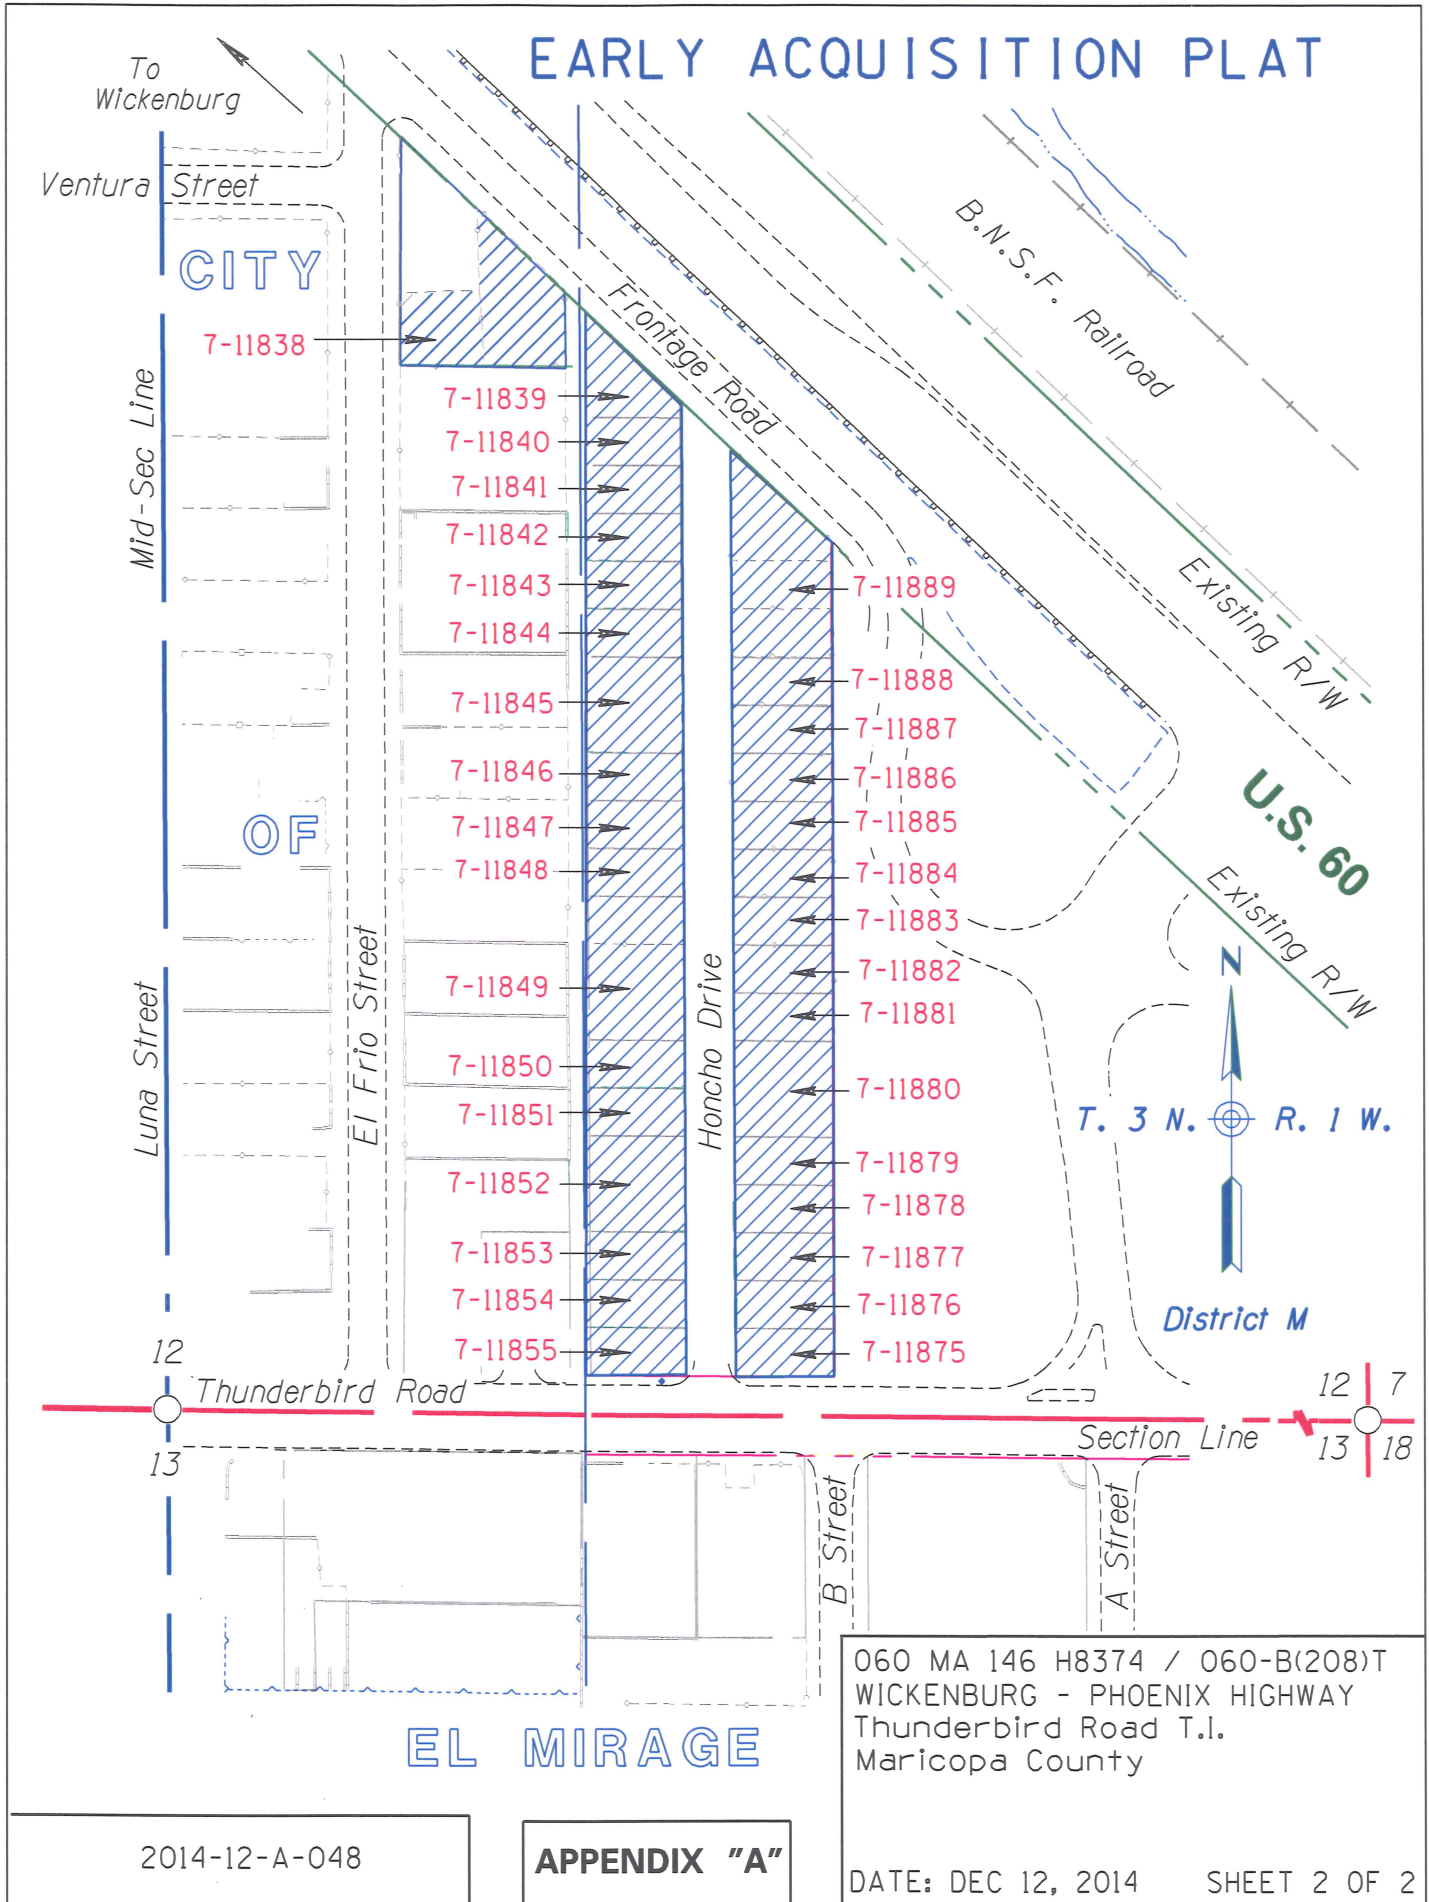 EARLY ACQUISITION PLAT
To
Wickenburg
Ventura Street
CITY
B.N.S.F. Railroad
Frontage Road
7-11838
Mid-Sec Line
7-11839
7-11840
7-11841
7-11842
7-11843
7-11844
7-11845
7-11846
7-11847
7-11848
7-11849
7-11850
7-11851
7-11852
7-11853
7-11854
7-11855
7-11889
7-11888
7-11887
7-11886
7-11885
7-11884
7-11883
7-11882
7-11881
7-11880
7-11879
7-11878
7-11877
7-11876
7-11875
Existing R/W
U.S. 60
Existing R/W
OF
El Frio Street
Honcho Drive
Luna Street
N
T. 3 N. R. 1 W.
District M
12
Thunderbird Road
12 7
Section Line
13
13 18
B Street
A Street
EL MIRAGE
060 MA 146 H8374 / 060-B(208)T
WICKENBURG - PHOENIX HIGHWAY
Thunderbird Road T.I.
Maricopa County
2014-12-A-048
APPENDIX "A"
DATE: DEC 12, 2014 SHEET 2 OF 2